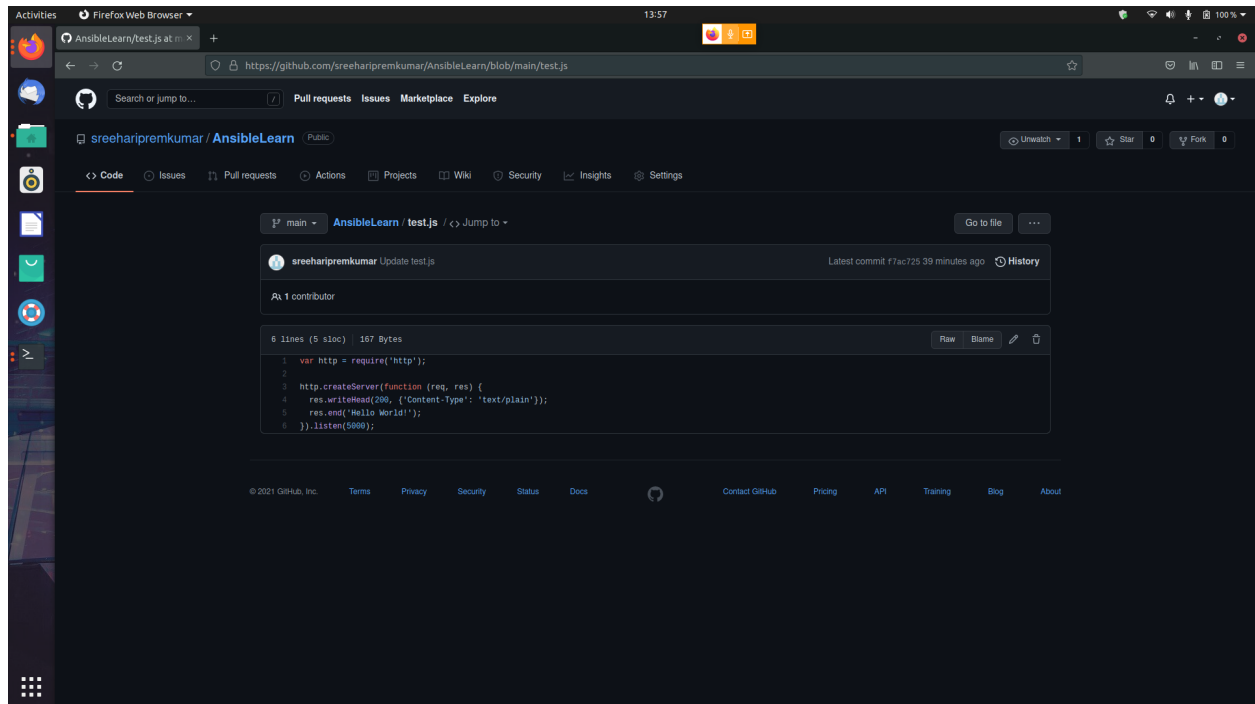 Activities Firefox Web Browser 13:57 100 %
AnsibleLearn/test.js at m
https://github.com/sreeharipremkumar/AnsibleLearn/blob/main/test.js
Search or jump to... / Pull requests Issues Marketplace Explore
sreeharipremkumar / AnsibleLearn Public Unwatch 1 Star 0 Fork 0
<> Code Issues Pull requests Actions Projects Wiki Security Insights Settings
main AnsibleLearn / test.js / <> Jump to Go to file ...
sreeharipremkumar Update test.js Latest commit f7ac725 39 minutes ago History
1 contributor
6 lines (5 sloc) 167 Bytes Raw Blame
1 var http = require('http');
2
3 http.createServer(function (req, res) {
4 res.writeHead(200, {'Content-Type': 'text/plain'});
5 res.end('Hello World!');
6 }).listen(5000);
© 2021 GitHub, Inc. Terms Privacy Security Status Docs Contact GitHub Pricing API Training Blog About